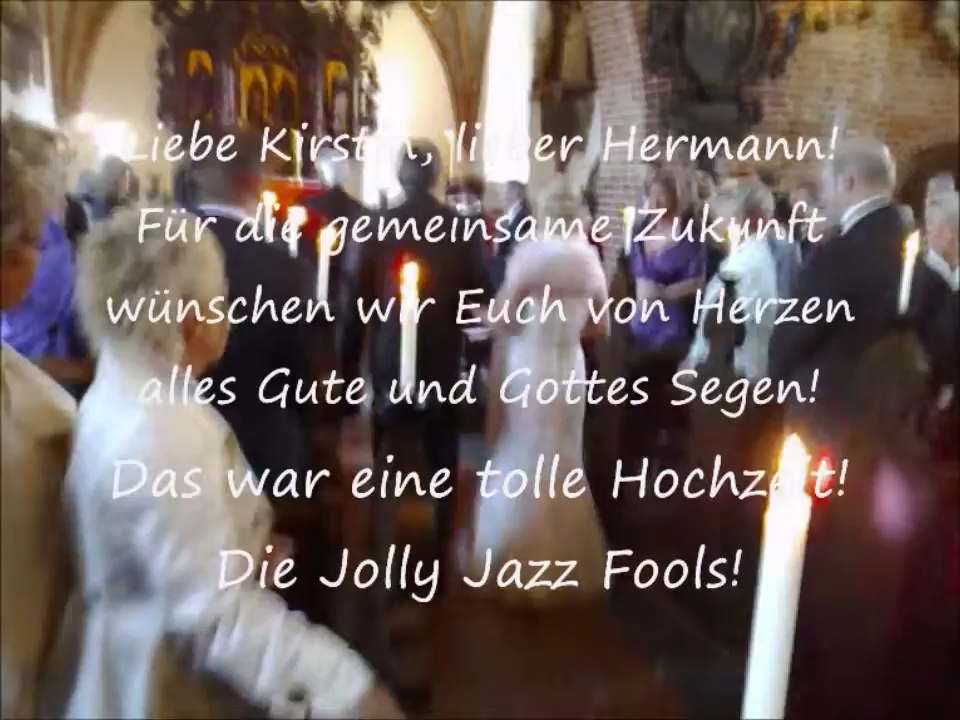 Liebe Kirsten, lieber Hermann!
Für die gemeinsame Zukunft
wünschen wir Euch von Herzen
alles Gute und Gottes Segen!
Das war eine tolle Hochzeit!
Die Jolly Jazz Fools!